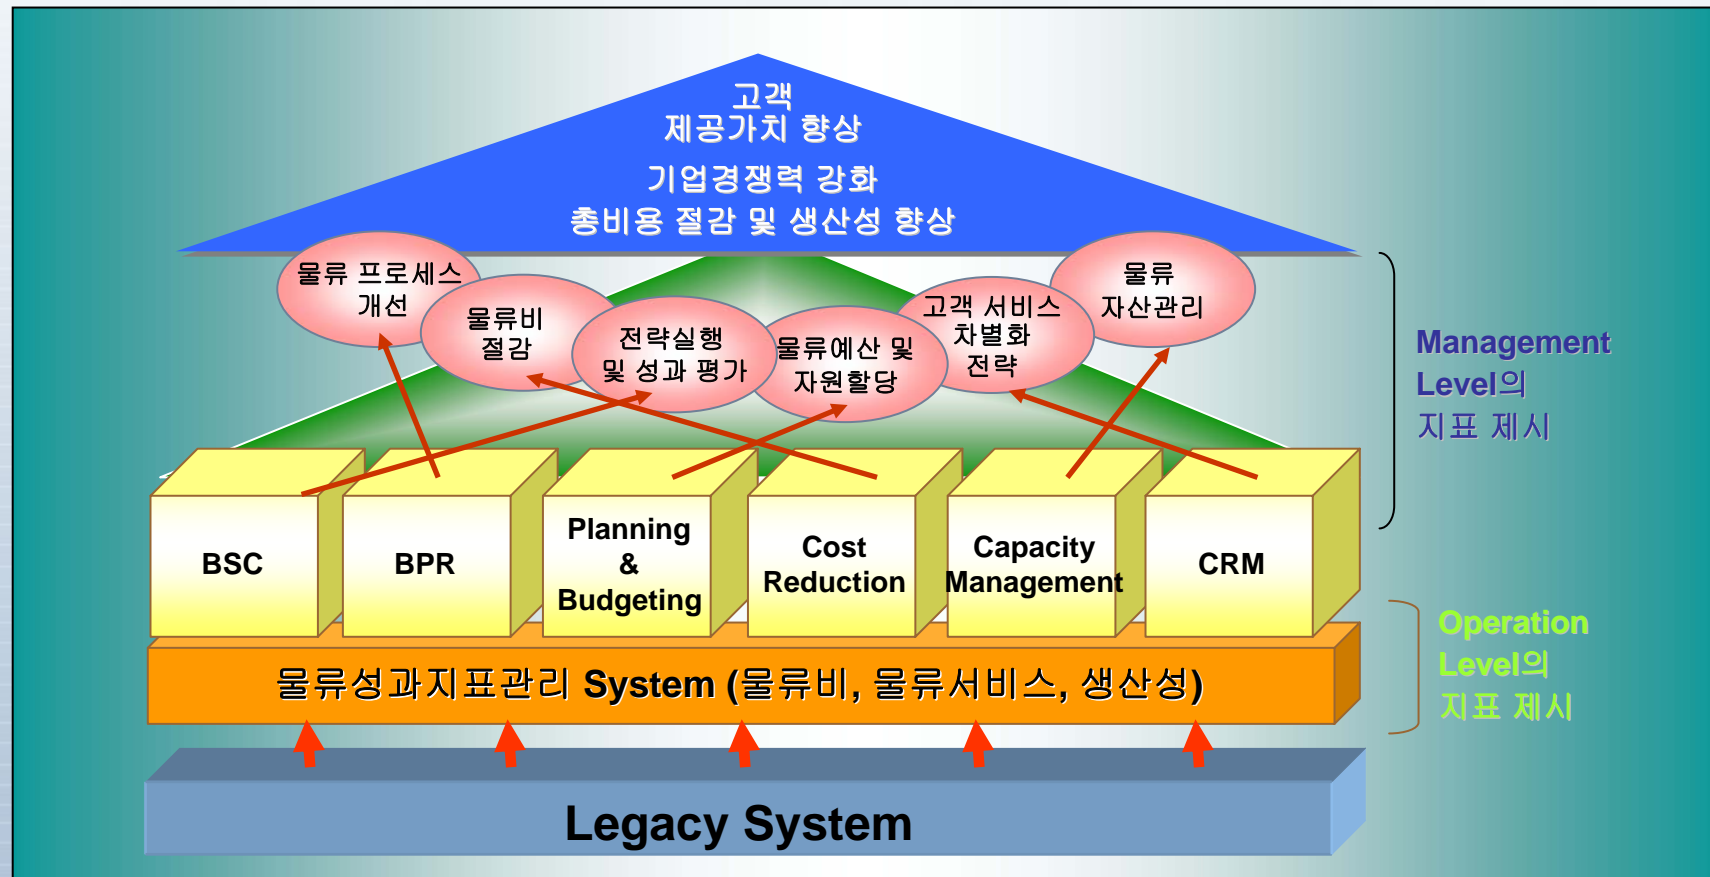 고객
제공가치 향상
기업경쟁력 강화
총비용 절감 및 생산성 향상
물류 프로세스
개선
물류비
절감
전략실행
및 성과 평가
물류예산 및
자원할당
고객 서비스
차별화
전략
물류
자산관리
Management
Level의
지표 제시
BSC
BPR
Planning
&
Budgeting
Cost
Reduction
Capacity
Management
CRM
Operation
Level의
지표 제시
물류성과지표관리 System (물류비, 물류서비스, 생산성)
Legacy System